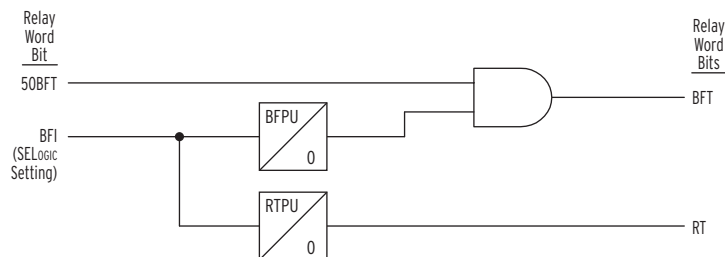 Relay
Word
Bit
50BFT
BFI
(SELOGIC
Setting)
BFPU
0
RTPU
0
Relay
Word
Bits
BFT
RT